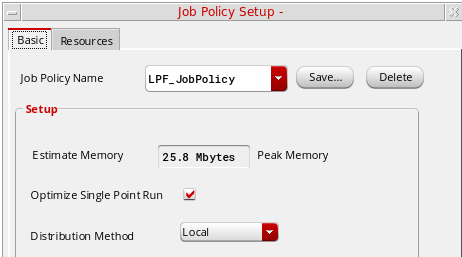 Job Policy Setup -
Basic Resources
Job Policy Name LPF_JobPolicy Save... Delete
Setup
Estimate Memory 25.8 Mbytes Peak Memory
Optimize Single Point Run
Distribution Method Local